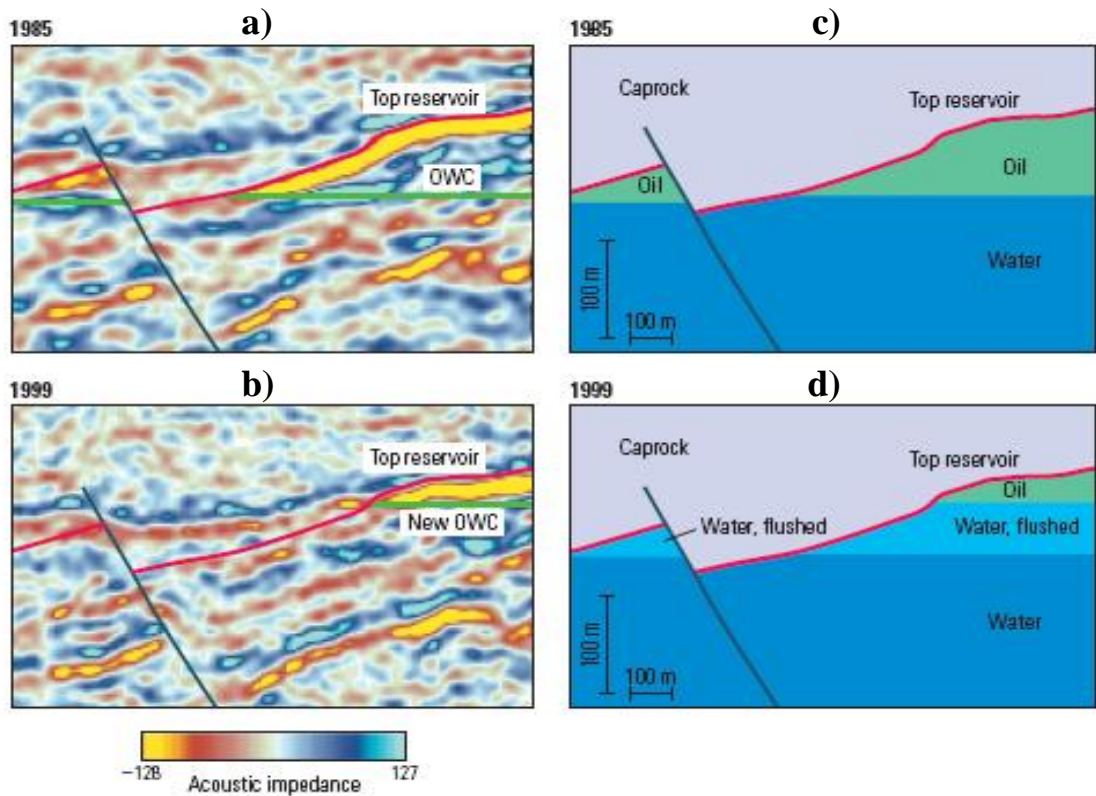 1985
a)
Top reservoir
OWC
1985
c)
Caprock
Top reservoir
Oil
Oil
Water
100 m
100 m
1999
b)
Top reservoir
New OWC
1999
d)
Caprock
Top reservoir
Oil
Water, flushed
Water, flushed
Water
100 m
100 m
−128
127
Acoustic impedance